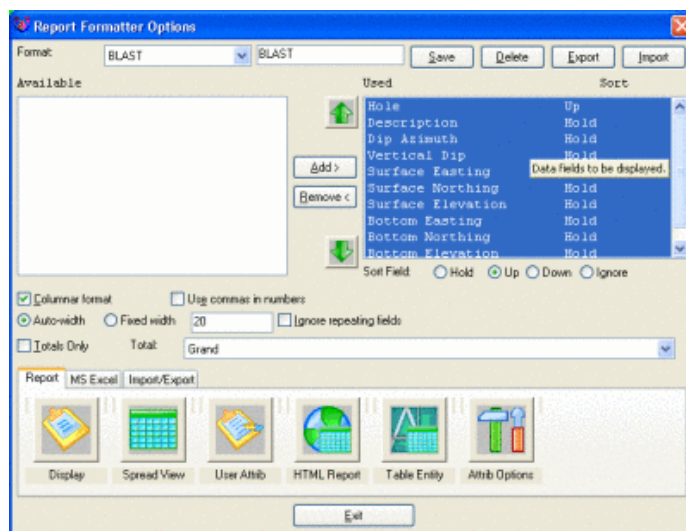 Report Formatter Options
Format: BLAST BLAST Save Delete Export Import
Available Used Sort
Hole Up
Description Hold
Dip Azimuth Hold
Vertical Dip Hold
Data fields to be displayed.
Surface Easting
Surface Northing Hold
Surface Elevation Hold
Bottom Easting Hold
Bottom Northing Hold
Bottom Elevation Hold
Add >
Remove <
Sort Field: Hold Up Down Ignore
Columnar format Use commas in numbers
Auto-width Fixed width 20 Ignore repeating fields
Totals Only Total: Grand
Report MS Excel Import/Export
Display Spread View User Attrib HTML Report Table Entity Attrib Options
Exit